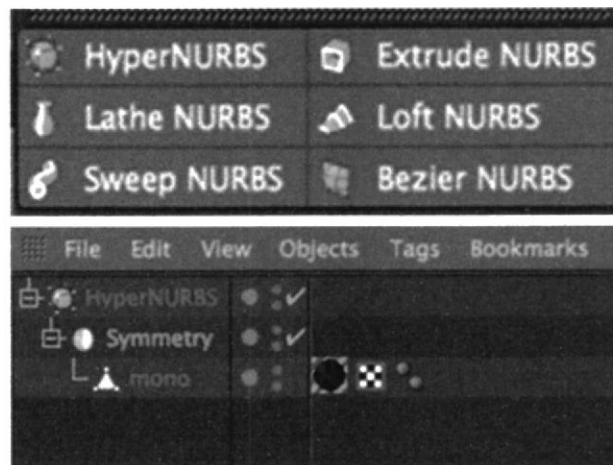 HyperNURBS Extrude NURBS
Lathe NURBS Loft NURBS
Sweep NURBS Bezier NURBS
File Edit View Objects Tags Bookmarks
HyperNURBS
Symmetry
mono